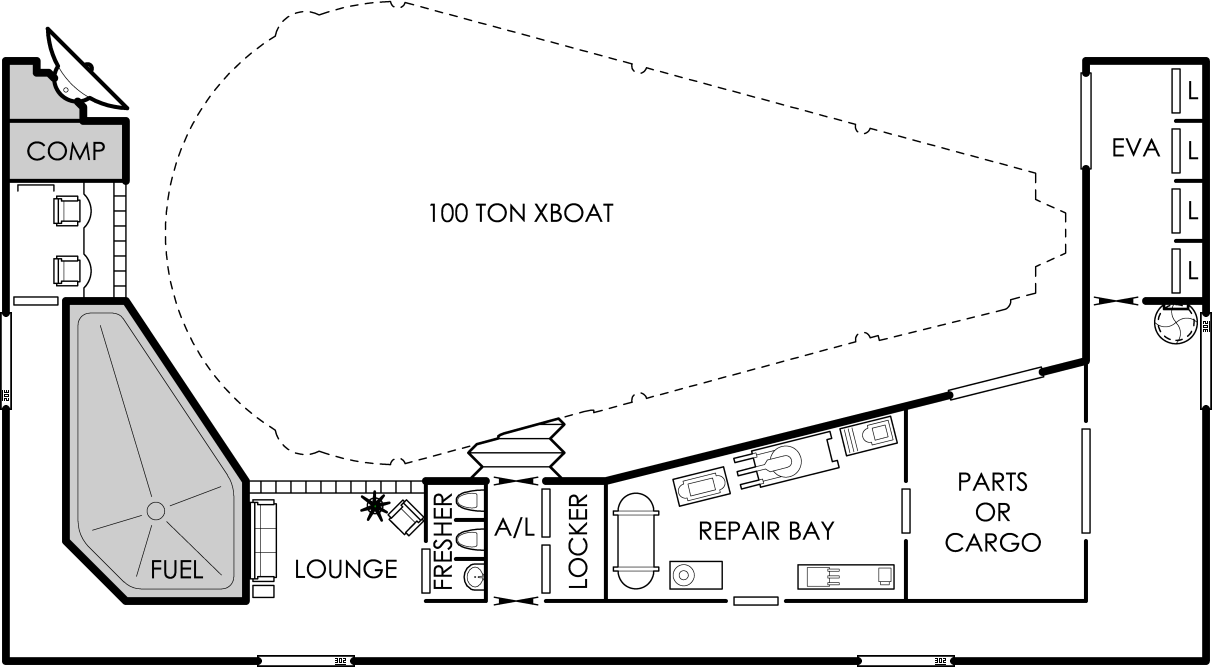 COMP
EVA
L
L
L
L
100 TON XBOAT
302
302
FUEL
LOUNGE
FRESHER
A/L
LOCKER
REPAIR BAY
PARTS
OR
CARGO
302
302